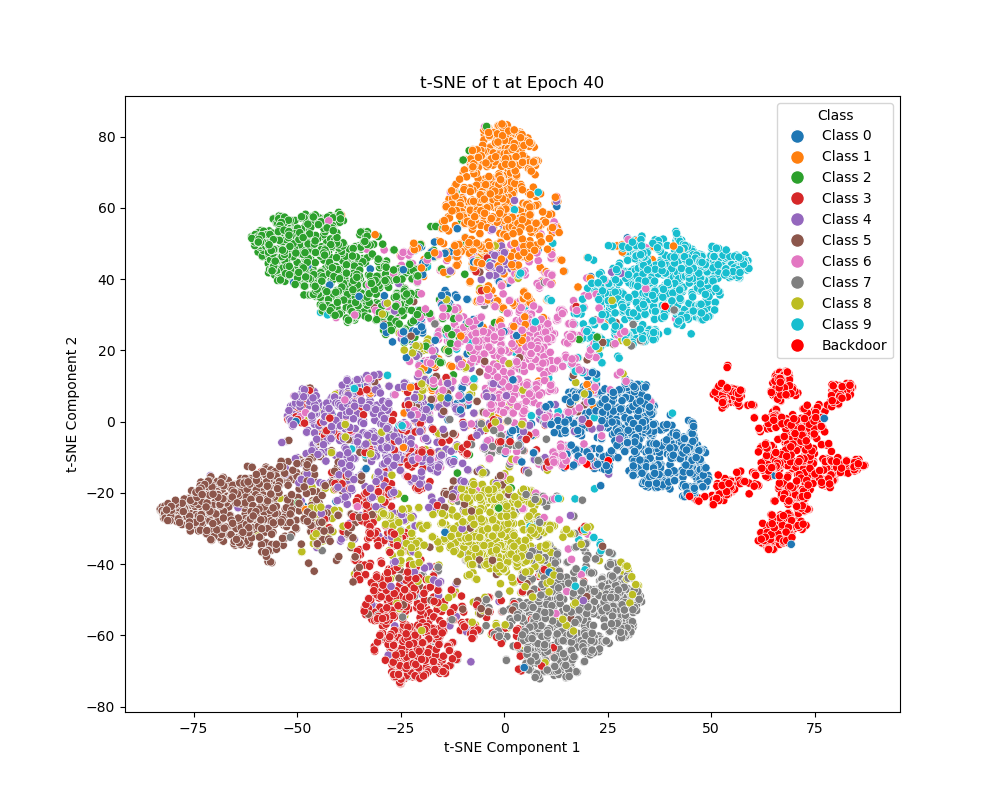 t-SNE of t at Epoch 40
Class
Class 0
Class 1
Class 2
Class 3
Class 4
Class 5
Class 6
Class 7
Class 8
Class 9
Backdoor
t-SNE Component 2
80
60
40
20
0
−20
−40
−60
−80
−75
−50
−25
0
25
50
75
t-SNE Component 1